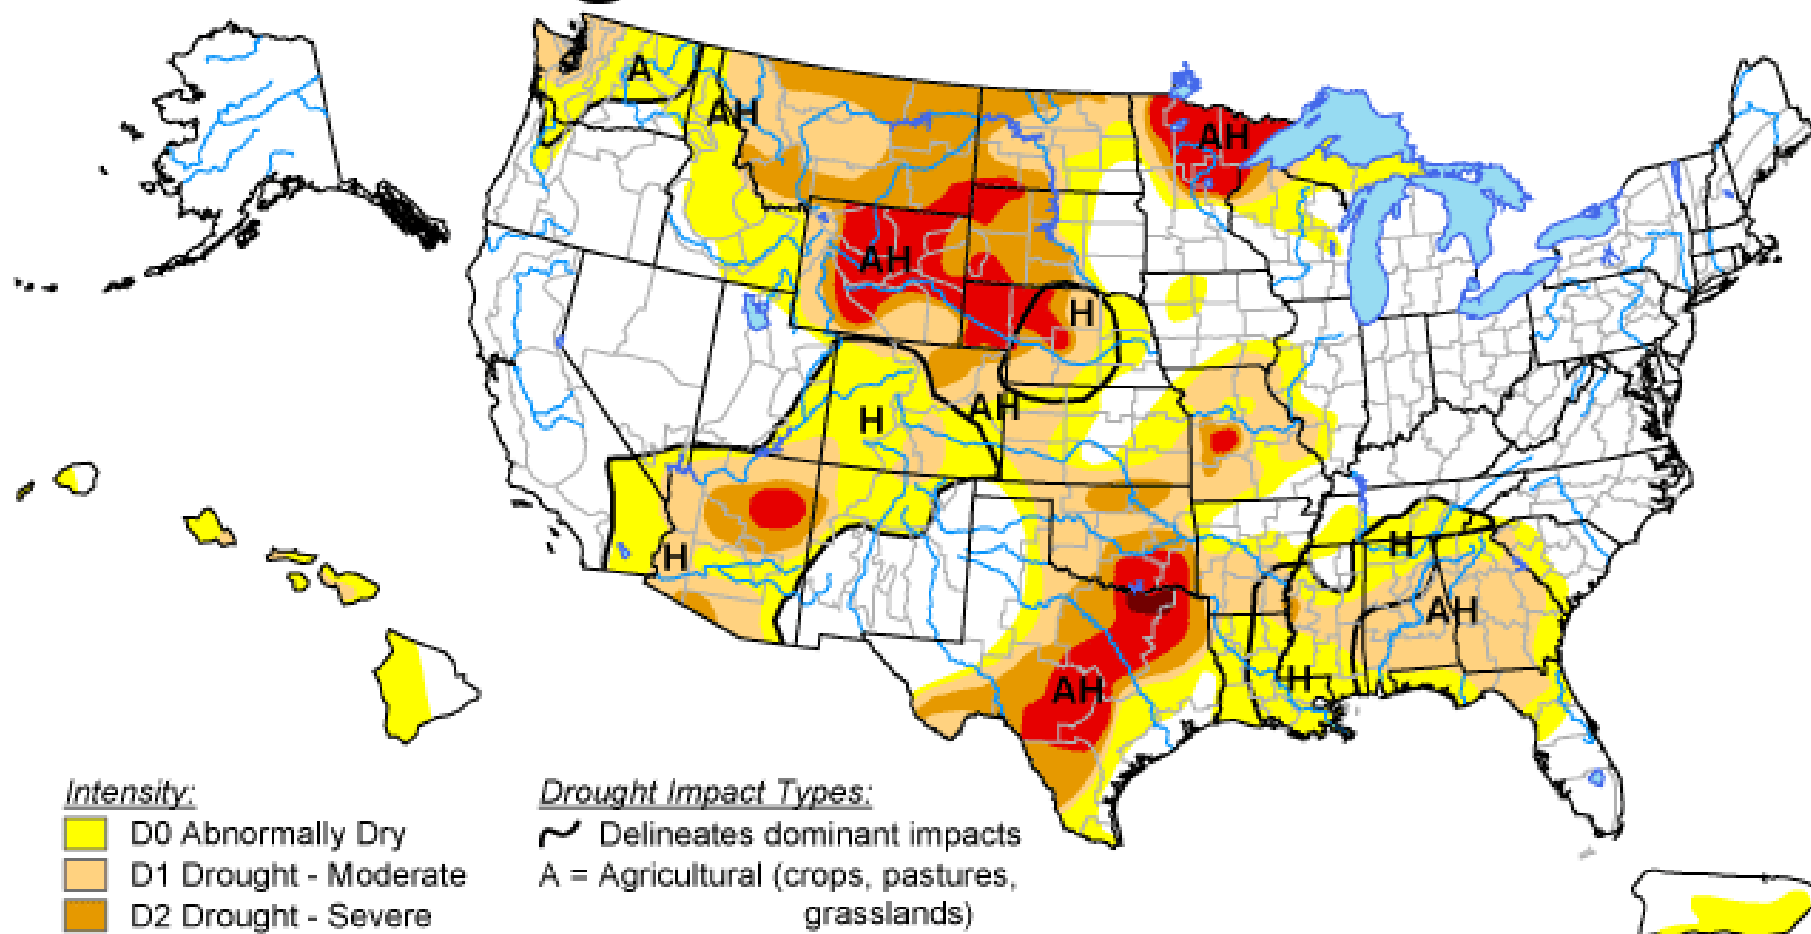 A
AH
AH
AH
H
AH
H
H
H
AH
H
AH
Intensity:
D0 Abnormally Dry
D1 Drought - Moderate
D2 Drought - Severe
Drought Impact Types:
Delineates dominant impacts
A = Agricultural (crops, pastures,
grasslands)